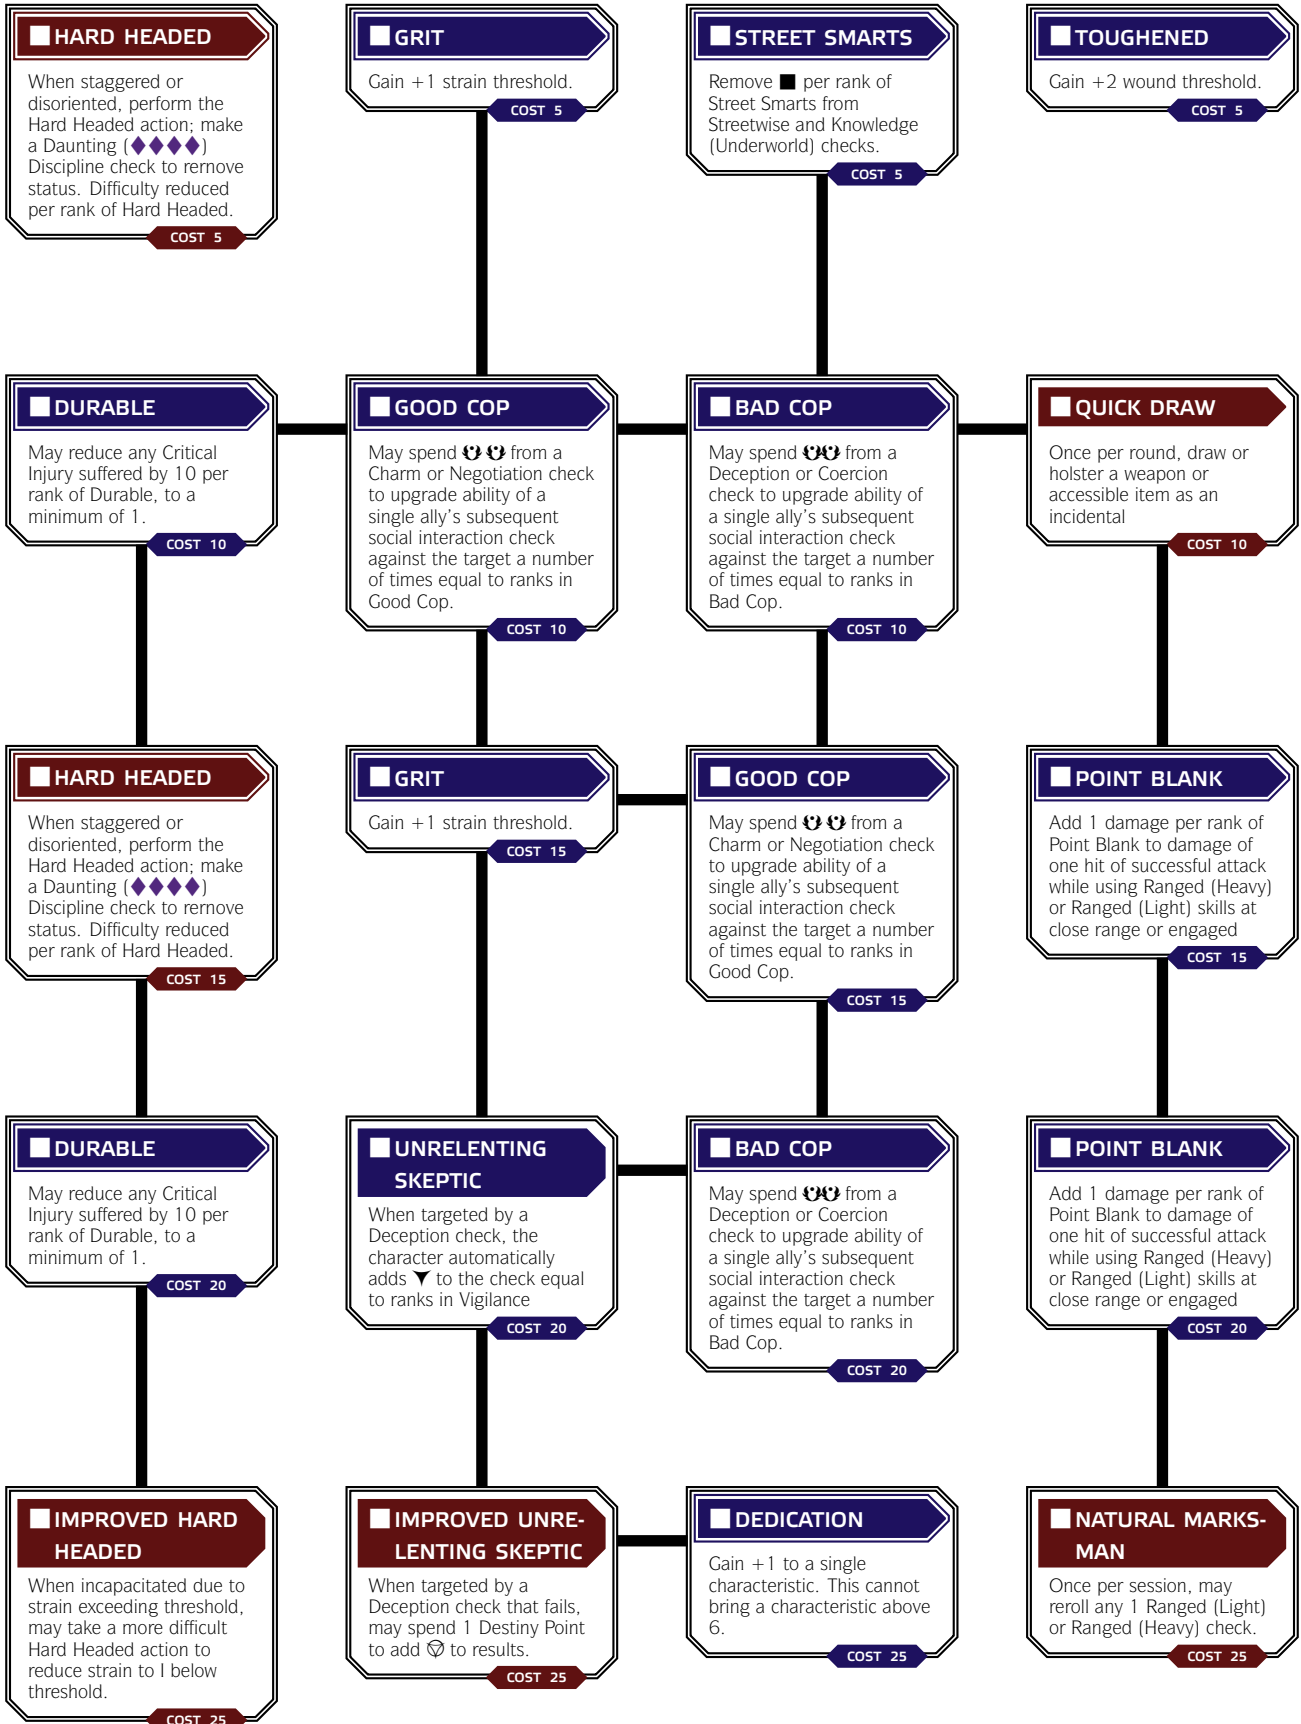 HARD HEADED
When staggered or
disoriented, perform the
Hard Headed action; make
a Daunting (◆◆◆◆)
Discipline check to rernove
status. Difficulty reduced
per rank of Hard Headed.
COST 5
GRIT
Gain +1 strain threshold.
COST 5
STREET SMARTS
Remove ■ per rank of
Street Smarts from
Streetwise and Knowledge
(Underworld) checks.
COST 5
TOUGHENED
Gain +2 wound threshold.
COST 5
DURABLE
May reduce any Critical
Injury suffered by 10 per
rank of Durable, to a
minimum of 1.
COST 10
GOOD COP
May spend from a
Charm or Negotiation check
to upgrade ability of a
single ally's subsequent
social interaction check
against the target a number
of times equal to ranks in
Good Cop.
COST 10
BAD COP
May spend from a
Deception or Coercion
check to upgrade ability of
a single ally's subsequent
social interaction check
against the target a number
of times equal to ranks in
Bad Cop.
COST 10
QUICK DRAW
Once per round, draw or
holster a weapon or
accessible item as an
incidental
COST 10
HARD HEADED
When staggered or
disoriented, perform the
Hard Headed action; make
a Daunting (◆◆◆◆)
Discipline check to rernove
status. Difficulty reduced
per rank of Hard Headed.
COST 15
GRIT
Gain +1 strain threshold.
COST 15
GOOD COP
May spend from a
Charm or Negotiation check
to upgrade ability of a
single ally's subsequent
social interaction check
against the target a number
of times equal to ranks in
Good Cop.
COST 15
POINT BLANK
Add 1 damage per rank of
Point Blank to damage of
one hit of successful attack
while using Ranged (Heavy)
or Ranged (Light) skills at
close range or engaged
COST 15
DURABLE
May reduce any Critical
Injury suffered by 10 per
rank of Durable, to a
minimum of 1.
COST 20
UNRELENTING
SKEPTIC
When targeted by a
Deception check, the
character automatically
adds to the check equal
to ranks in Vigilance
COST 20
BAD COP
May spend from a
Deception or Coercion
check to upgrade ability of
a single ally's subsequent
social interaction check
against the target a number
of times equal to ranks in
Bad Cop.
COST 20
POINT BLANK
Add 1 damage per rank of
Point Blank to damage of
one hit of successful attack
while using Ranged (Heavy)
or Ranged (Light) skills at
close range or engaged
COST 20
IMPROVED HARD
HEADED
When incapacitated due to
strain exceeding threshold,
may take a more difficult
Hard Headed action to
reduce strain to I below
threshold.
COST 25
IMPROVED UNRE-
LENTING SKEPTIC
When targeted by a
Deception check that fails,
may spend 1 Destiny Point
to add to results.
COST 25
DEDICATION
Gain +1 to a single
characteristic. This cannot
bring a characteristic above
6.
COST 25
NATURAL MARKS-
MAN
Once per session, may
reroll any 1 Ranged (Light)
or Ranged (Heavy) check.
COST 25